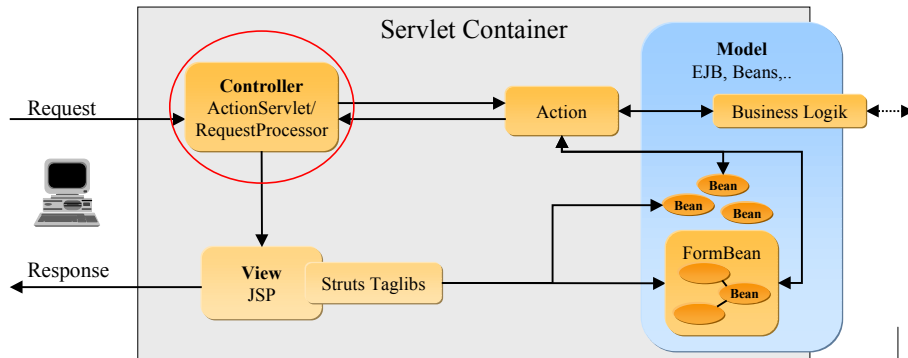 Servlet Container
Model
EJB, Beans,..
Controller
ActionServlet/
RequestProcessor
Request
Action
Business Logik
Bean
Bean
Bean
FormBean
Bean
Response
View
JSP
Struts Taglibs